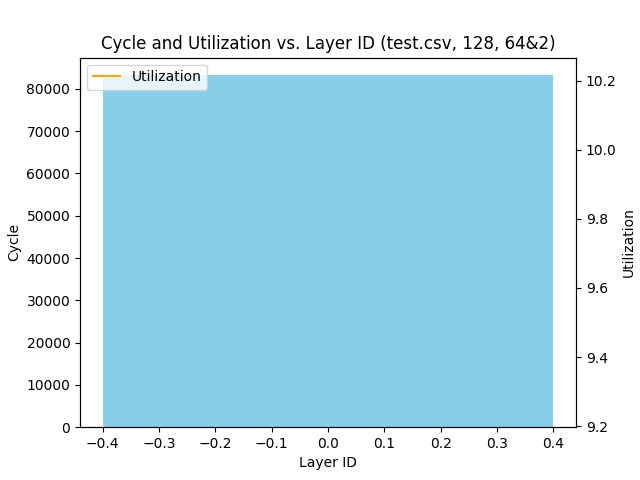 Cycle and Utilization vs. Layer ID (test.csv, 128, 64&2)
Utilization
80000
70000
60000
50000
40000
30000
20000
10000
0
Cycle
10.2
10.0
9.8
9.6
9.4
9.2
Utilization
−0.4 −0.3 −0.2 −0.1 0.0 0.1 0.2 0.3 0.4
Layer ID